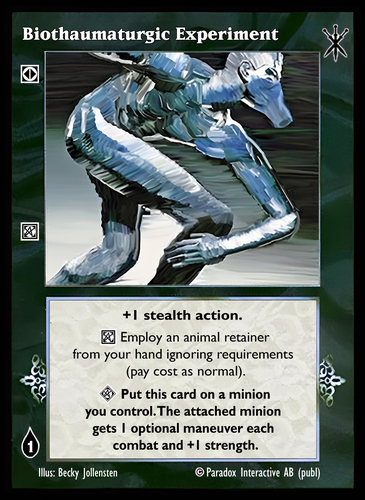 Biothaumaturgic Experiment
+1 stealth action.
Employ an animal retainer
from your hand ignoring requirements
(pay cost as normal).
Put this card on a minion
you control.The attached minion
gets 1 optional maneuver each
combat and +1 strength.
1
Illus: Becky Jollensten © Paradox Interactive AB (publ)